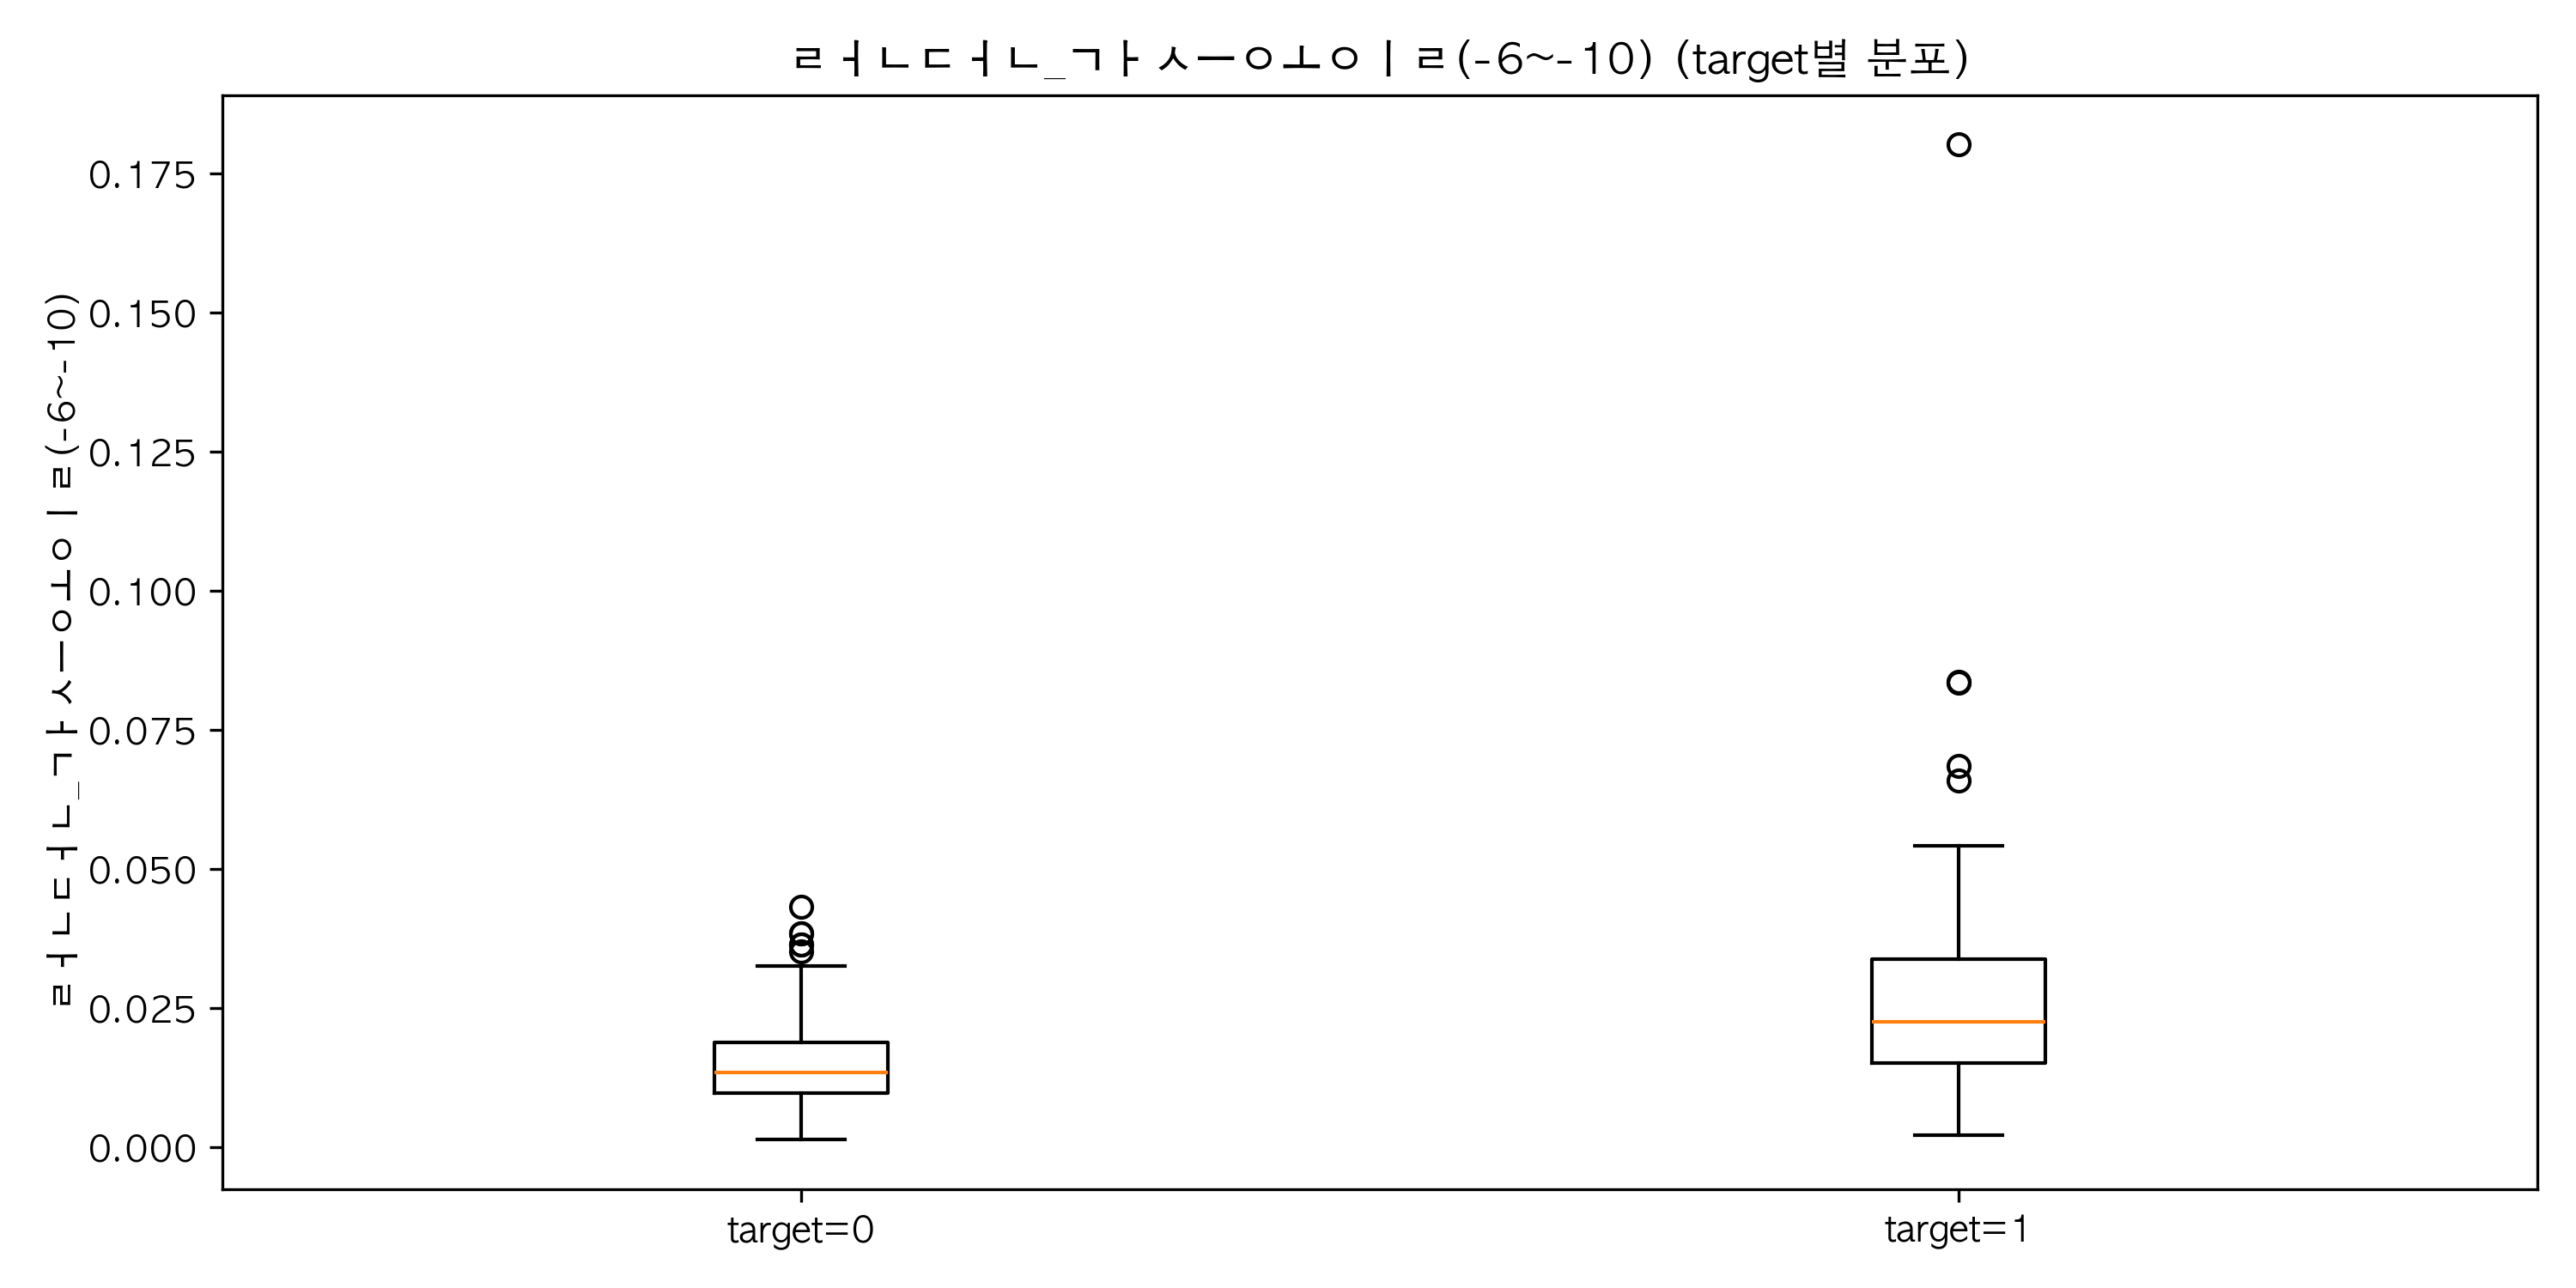 ㄹㅓㄴㄷㅓㄴ_ㄱㅏㅅㅡㅇㅗㅇㅣㄹ(-6~-10) (target별 분포)
ㄹㅓㄴㄷㅓㄴ_ㄱㅏㅅㅡㅇㅗㅇㅣㄹ(-6~-10)
0.175
0.150
0.125
0.100
0.075
0.050
0.025
0.000
target=0
target=1